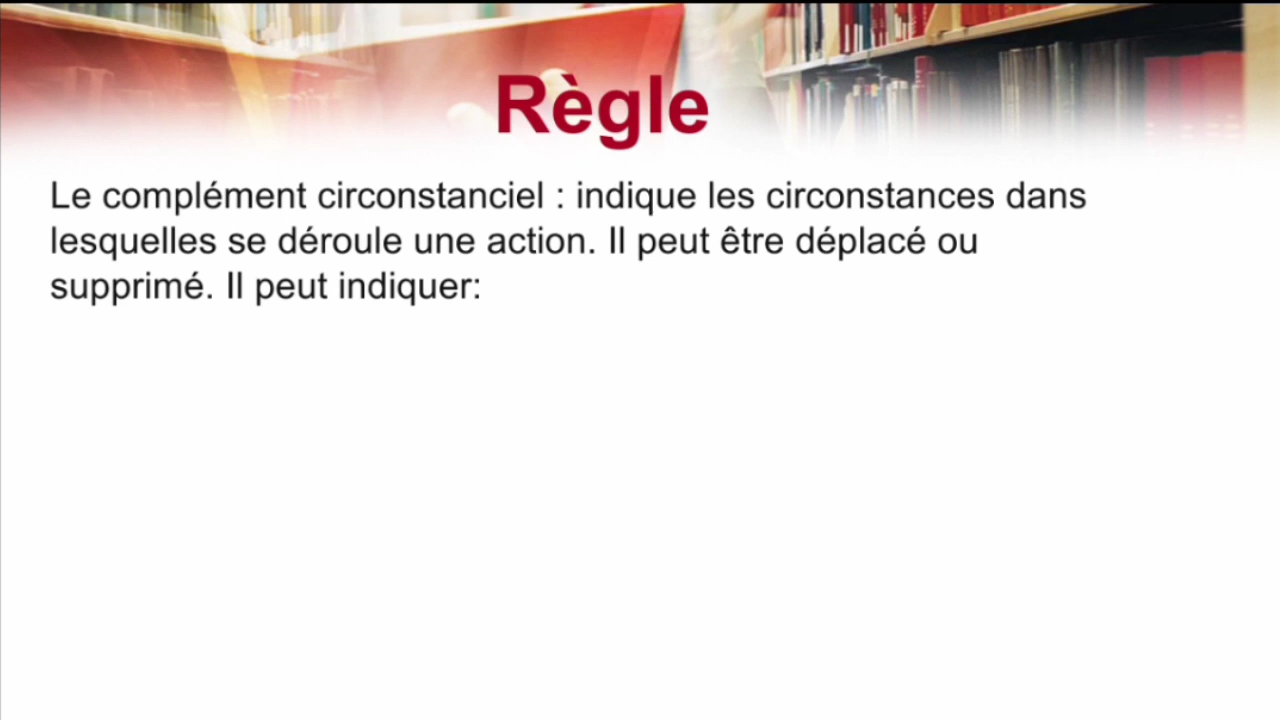 Règle
Le complément circonstanciel : indique les circonstances dans
lesquelles se déroule une action. Il peut être déplacé ou
supprimé. Il peut indiquer: